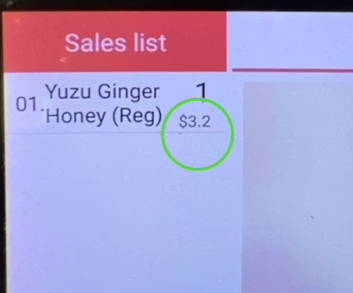 Sales list
01. Yuzu Ginger 1
Honey (Reg) $3.2